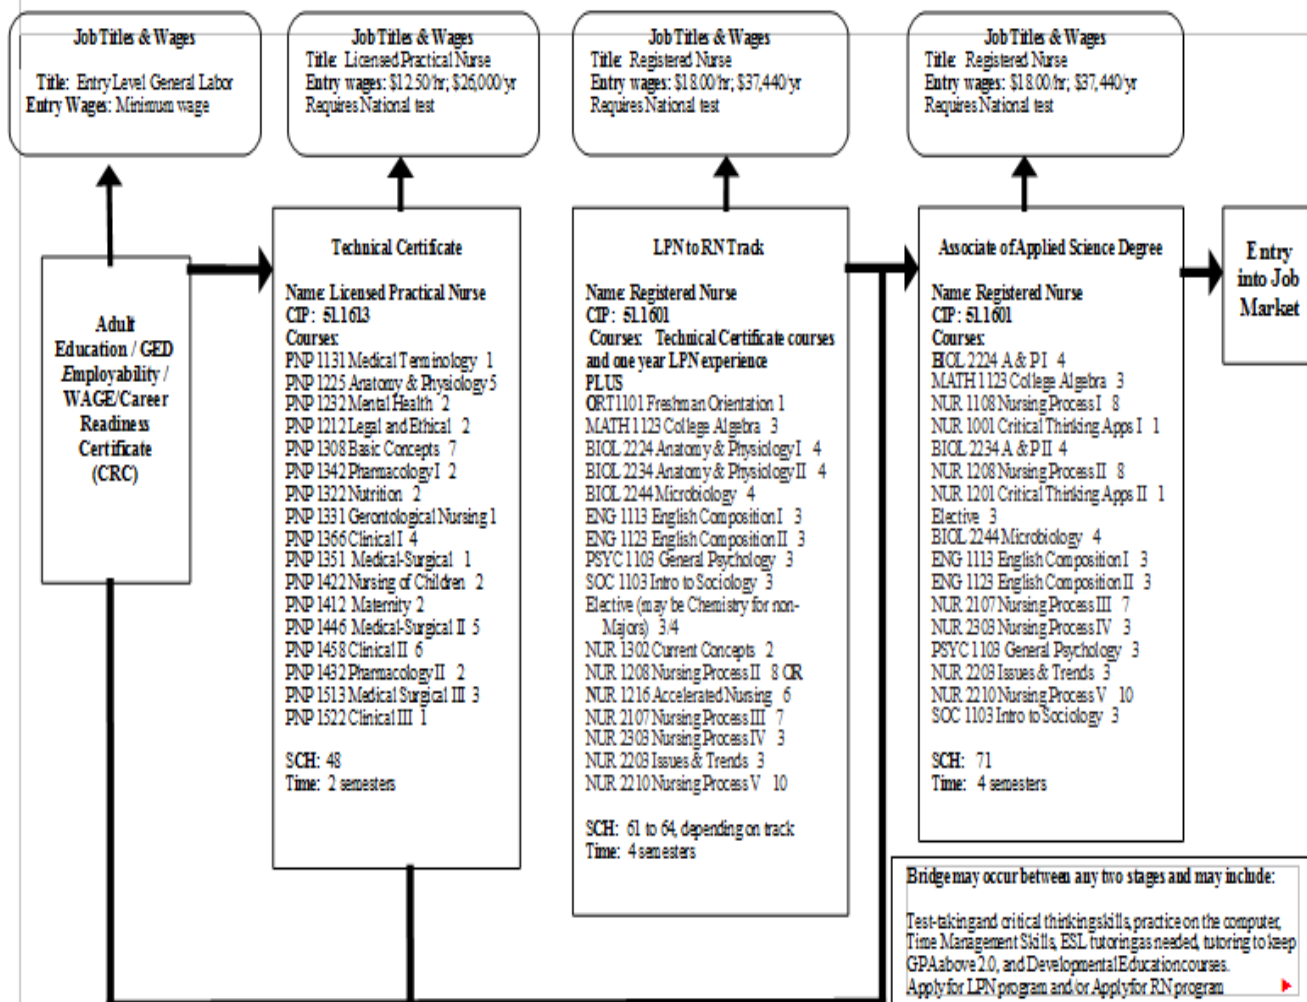 Job Titles & Wages
Title: Entry Level General Labor
Entry Wages: Minimum wage
Job Titles & Wages
Title: Licensed Practical Nurse
Entry wages: $12.50/hr; $26,000/yr
Requires National test
Job Titles & Wages
Title: Registered Nurse
Entry wages: $18.00/hr; $37,440/yr
Requires National test
Job Titles & Wages
Title: Registered Nurse
Entry wages: $18.00/hr; $37,440/yr
Requires National test
Adult
Education / GED
Employability /
WAGE/Career
Readiness
Certificate
(CRC)
Technical Certificate
Name: Licensed Practical Nurse
CIP: 51.1613
Courses:
PNP 1131 Medical Terminology 1
PNP 1225 Anatomy & Physiology 5
PNP 1232 Mental Health 2
PNP 1212 Legal and Ethical 2
PNP 1308 Basic Concepts 7
PNP 1342 Pharmacology I 2
PNP 1322 Nutrition 2
PNP 1331 Gerontological Nursing 1
PNP 1366 Clinical I 4
PNP 1351 Medical-Surgical 1
PNP 1422 Nursing of Children 2
PNP 1412 Maternity 2
PNP 1446 Medical-Surgical II 5
PNP 1458 Clinical II 6
PNP 1432 Pharmacology II 2
PNP 1513 Medical Surgical III 3
PNP 1522 Clinical III 1
SCH: 48
Time: 2 semesters
LPN to RN Track
Name: Registered Nurse
CIP: 51.1601
Courses: Technical Certificate courses
and one year LPN experience
PLUS
ORT1101 Freshman Orientation 1
MATH 1123 College Algebra 3
BIOL 2224 Anatomy & Physiology I 4
BIOL 2234 Anatomy & Physiology II 4
BIOL 2244 Microbiology 4
ENG 1113 English Composition I 3
ENG 1123 English Composition II 3
PSYC 1103 General Psychology 3
SOC 1103 Intro to Sociology 3
Elective (may be Chemistry for non-
Majors) 3/4
NUR 1302 Current Concepts 2
NUR 1208 Nursing Process II 8 OR
NUR 1216 Accelerated Nursing 6
NUR 2107 Nursing Process III 7
NUR 2303 Nursing Process IV 3
NUR 2203 Issues & Trends 3
NUR 2210 Nursing Process V 10
SCH: 61 to 64, depending on track
Time: 4 semesters
Associate of Applied Science Degree
Name: Registered Nurse
CIP: 51.1601
Courses:
BIOL 2224 A & P I 4
MATH 1123 College Algebra 3
NUR 1108 Nursing Process I 8
NUR 1001 Critical Thinking Apps I 1
BIOL 2234 A & P II 4
NUR 1208 Nursing Process II 8
NUR 1201 Critical Thinking Apps II 1
Elective 3
BIOL 2244 Microbiology 4
ENG 1113 English Composition I 3
ENG 1123 English Composition II 3
NUR 2107 Nursing Process III 7
NUR 2303 Nursing Process IV 3
PSYC 1103 General Psychology 3
NUR 2203 Issues & Trends 3
NUR 2210 Nursing Process V 10
SOC 1103 Intro to Sociology 3
SCH: 71
Time: 4 semesters
Entry
into Job
Market
Bridge may occur between any two stages and may include:
Test-taking and critical thinking skills, practice on the computer,
Time Management Skills, ESL tutoring as needed, tutoring to keep
GPA above 2.0, and Developmental Education courses.
Apply for LPN program and/or Apply for RN program